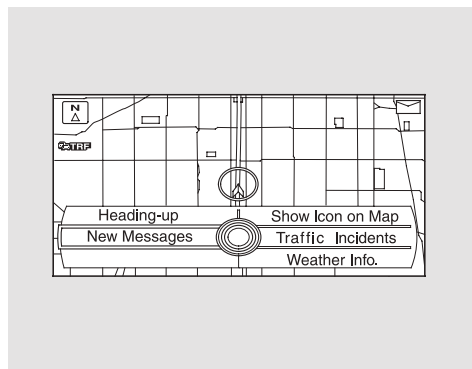 N
TRF
Heading-up
Show Icon on Map
New Messages
Traffic Incidents
Weather Info.